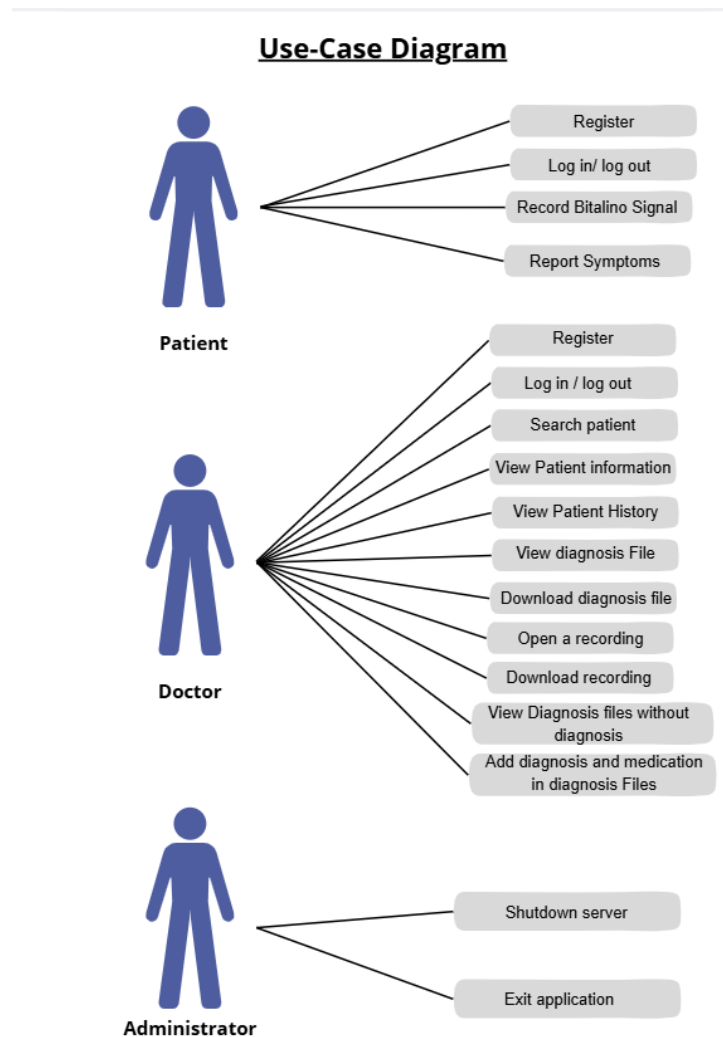 Use-Case Diagram
Register
Log in/ log out
Record Bitalino Signal
Report Symptoms
Patient
Register
Log in / log out
Search patient
View Patient information
View Patient History
View diagnosis File
Download diagnosis file
Open a recording
Download recording
View Diagnosis files without
diagnosis
Add diagnosis and medication
in diagnosis Files
Doctor
Shutdown server
Exit application
Administrator